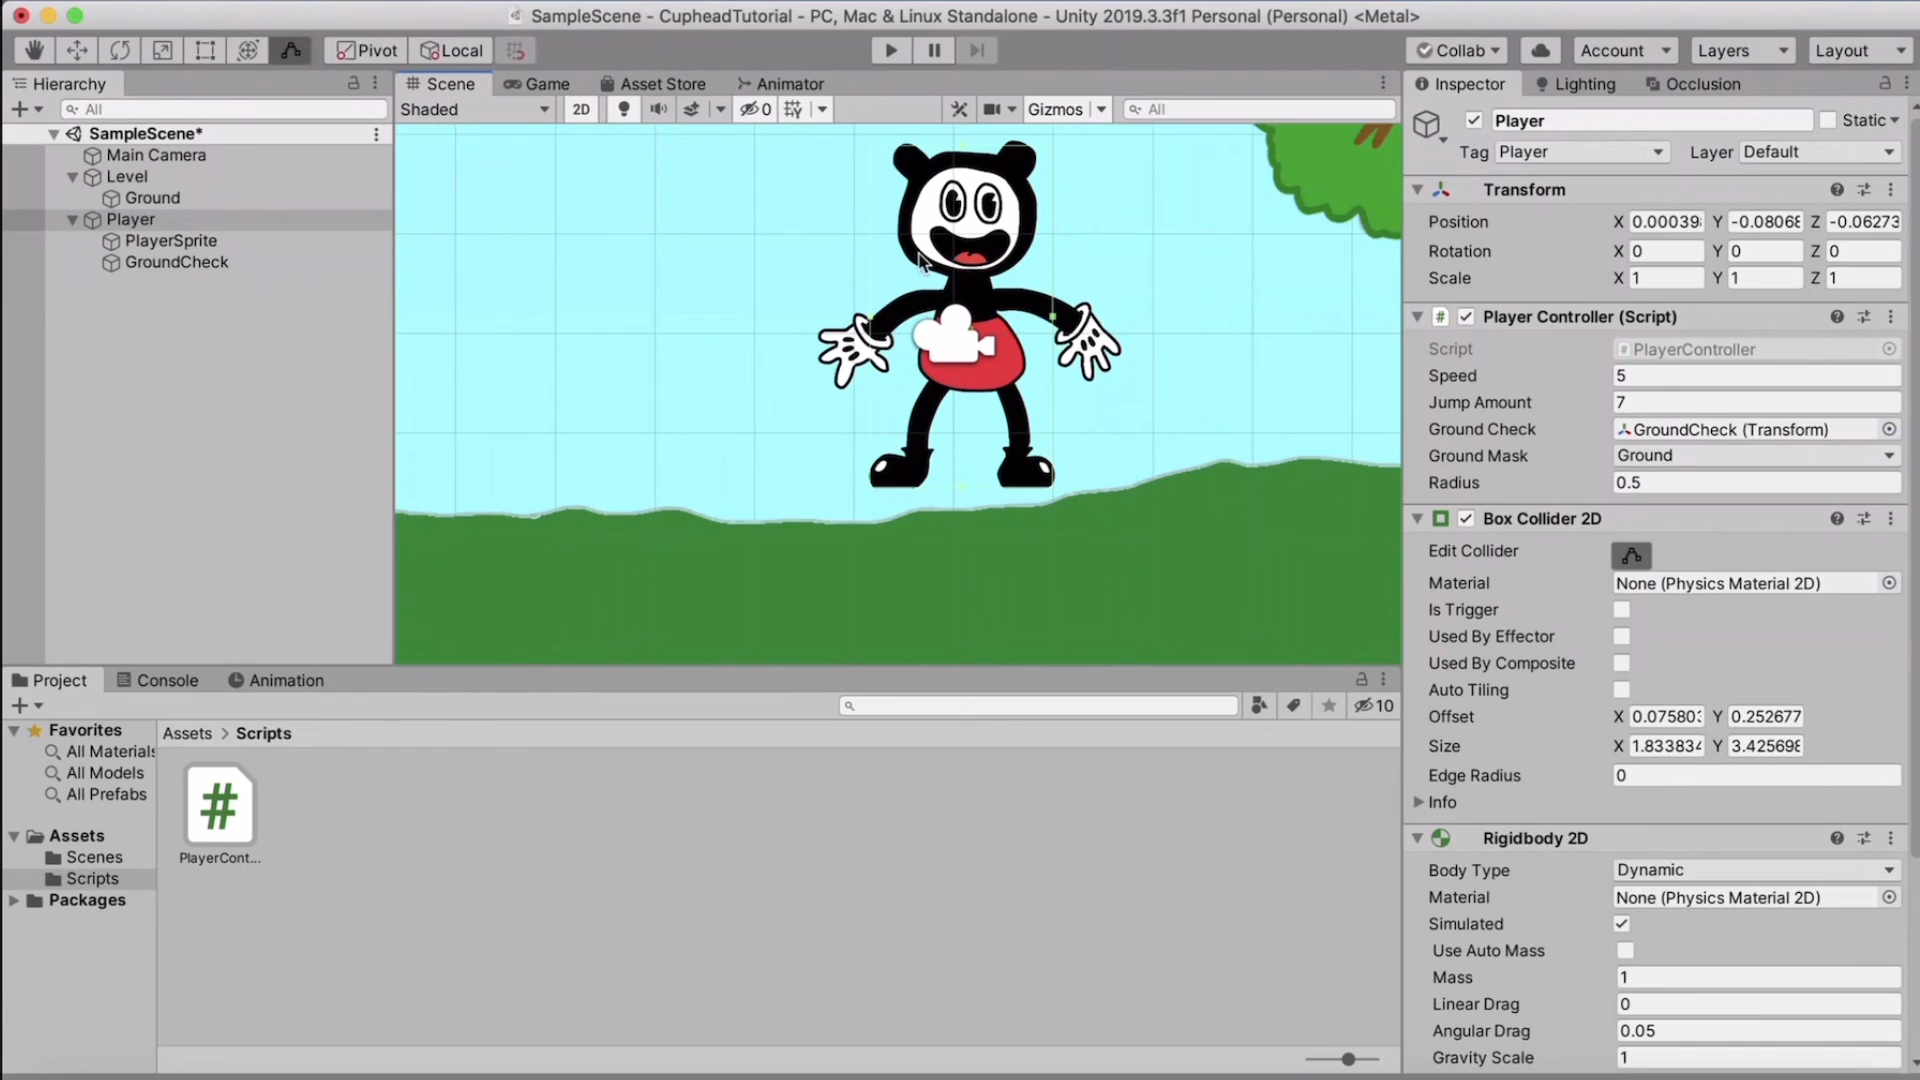 SampleScene - CupheadTutorial - PC, Mac & Linux Standalone - Unity 2019.3.3f1 Personal (Personal) <Metal>
Pivot Local Collab Account Layers Layout
Hierarchy
All
SampleScene*
Main Camera
Level
Ground
Player
PlayerSprite
GroundCheck
Scene Game Asset Store Animator
Shaded 2D 0 Gizmos All
Inspector Lighting Occlusion
Player Static
Tag Player Layer Default
Transform
Position X 0.00039 Y -0.0806 Z -0.06273
Rotation X 0 Y 0 Z 0
Scale X 1 Y 1 Z 1
# Player Controller (Script)
Script # PlayerController
Speed 5
Jump Amount 7
Ground Check GroundCheck (Transform)
Ground Mask Ground
Radius 0.5
Box Collider 2D
Edit Collider
Material None (Physics Material 2D)
Is Trigger
Used By Effector
Used By Composite
Auto Tiling
Offset X 0.07580 Y 0.252677
Size X 1.83383 Y 3.42569
Edge Radius 0
Info
Rigidbody 2D
Body Type Dynamic
Material None (Physics Material 2D)
Simulated
Use Auto Mass
Mass 1
Linear Drag 0
Angular Drag 0.05
Gravity Scale 1
Project Console Animation
10
Favorites
All Materials
All Models
All Prefabs
Assets
Scenes
Scripts
Packages
Assets > Scripts
#
PlayerCont...